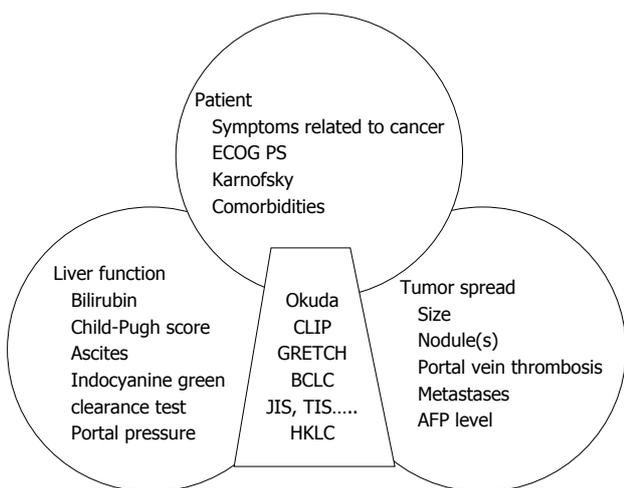 Patient
Symptoms related to cancer
ECOG PS
Karnofsky
Comorbidities
Liver function
Bilirubin
Child-Pugh score
Ascites
Indocyanine green
clearance test
Portal pressure
Okuda
CLIP
GRETCH
BCLC
JIS, TIS.....
HKLC
Tumor spread
Size
Nodule(s)
Portal vein thrombosis
Metastases
AFP level